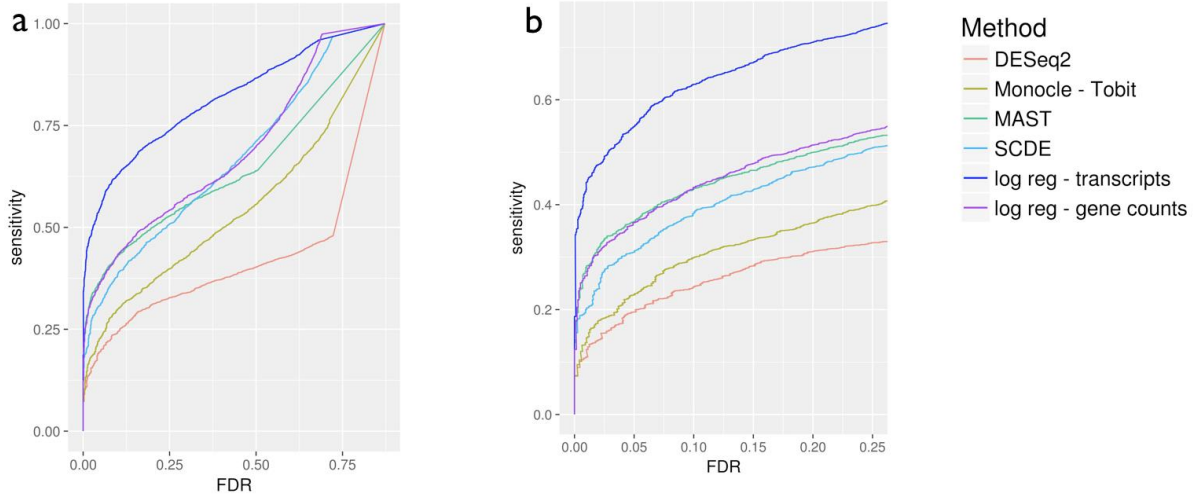 a
1.00
0.75
0.50
0.25
0.00
sensitivity
0.00 0.25 0.50 0.75
FDR
b
0.6
0.4
0.2
0.0
sensitivity
0.00 0.05 0.10 0.15 0.20 0.25
FDR
Method
DESeq2
Monocle - Tobit
MAST
SCDE
log reg - transcripts
log reg - gene counts